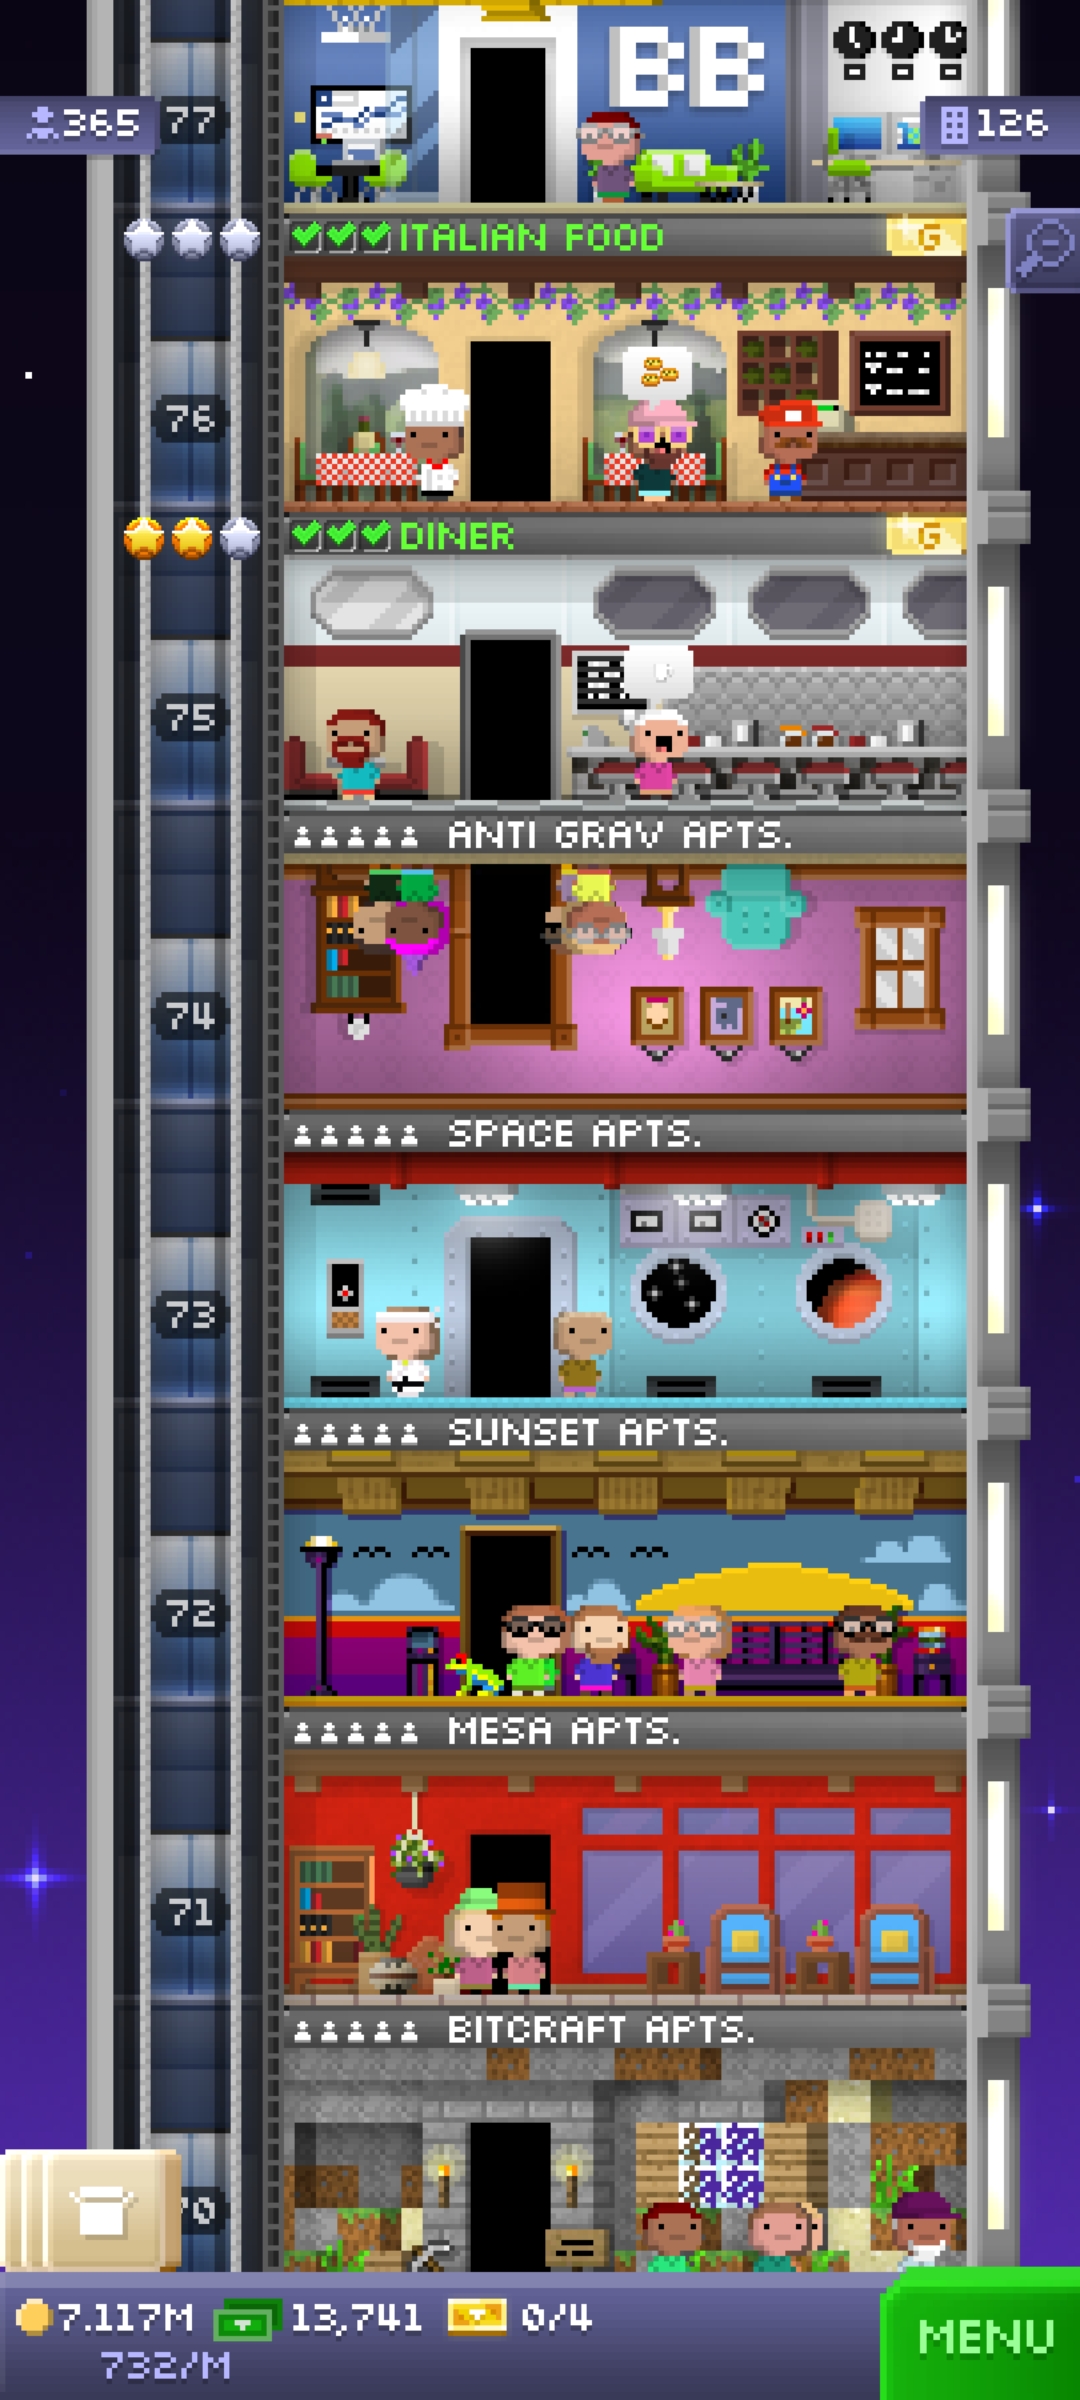 BB
365
77
126
ITALIAN FOOD
G
76
DINER
G
75
ANTI GRAV APTS.
74
SPACE APTS.
73
SUNSET APTS.
72
MESA APTS.
71
BITCRAFT APTS.
70
7.117M
13,741
0/4
732/M
MENU